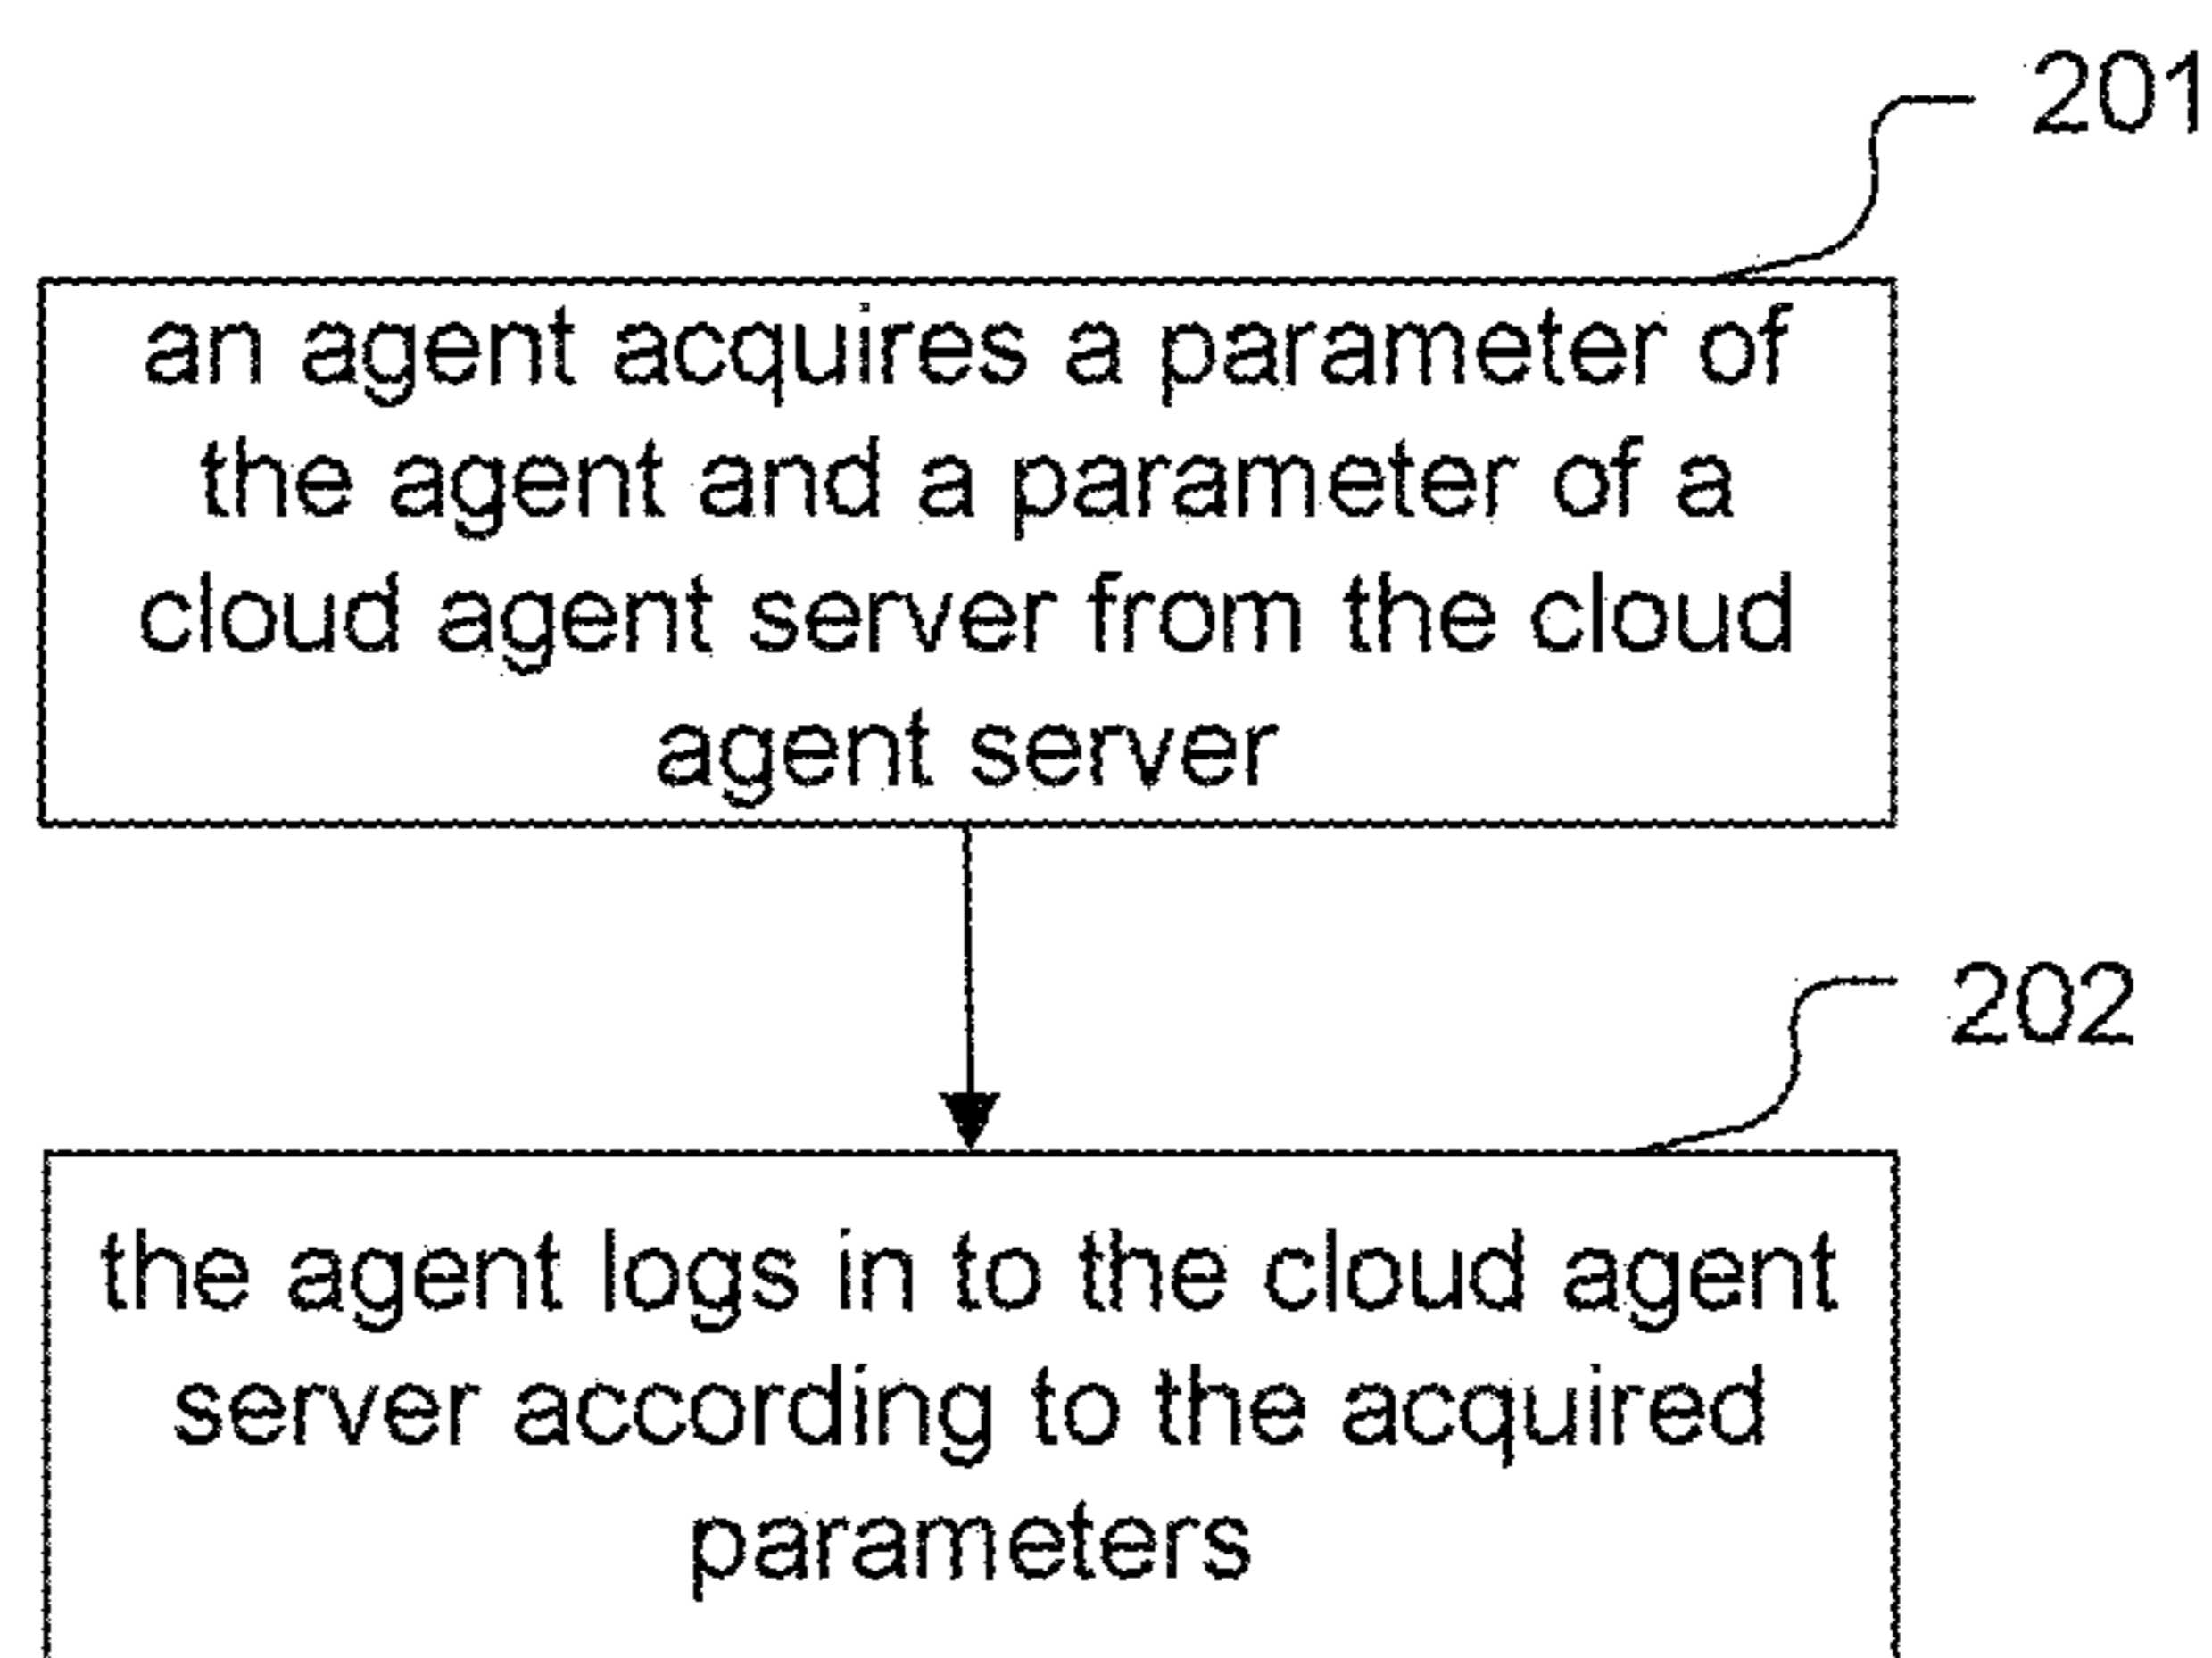 201
an agent acquires a parameter of
the agent and a parameter of a
cloud agent server from the cloud
agent server
202
the agent logs in to the cloud agent
server according to the acquired
parameters